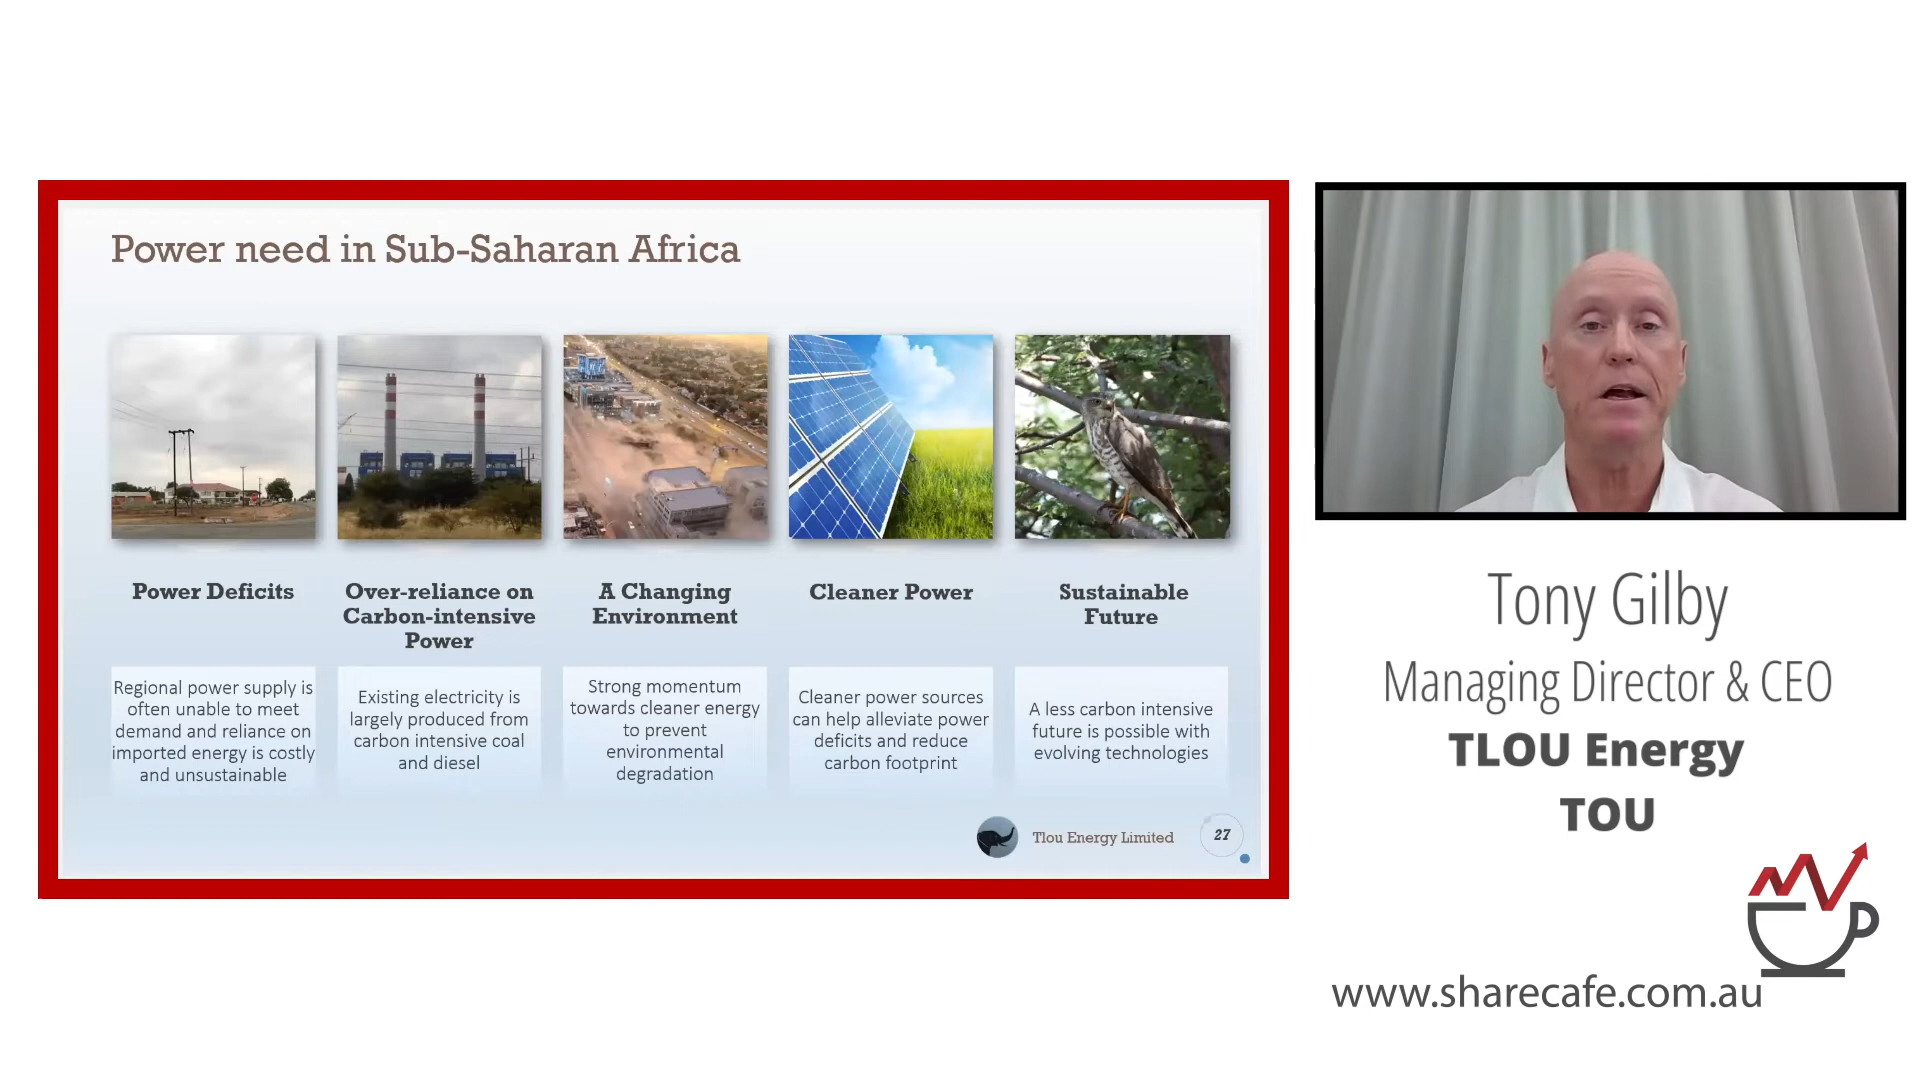 Power need in Sub-Saharan Africa
Power Deficits
Regional power supply is
often unable to meet
demand and reliance on
imported energy is costly
and unsustainable
Over-reliance on
Carbon-intensive
Power
Existing electricity is
largely produced from
carbon intensive coal
and diesel
A Changing
Environment
Strong momentum
towards cleaner energy
to prevent
environmental
degradation
Cleaner Power
Cleaner power sources
can help alleviate power
deficits and reduce
carbon footprint
Sustainable
Future
A less carbon intensive
future is possible with
evolving technologies
Tlou Energy Limited
27
Tony Gilby
Managing Director & CEO
TLOU Energy
TOU
www.sharecafe.com.au